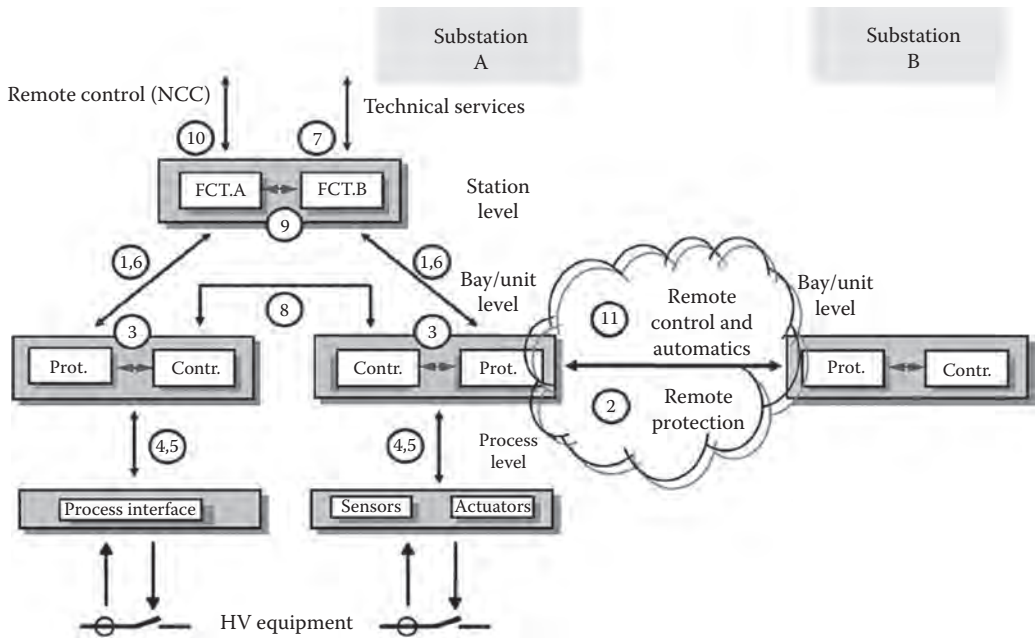 Substation
A
Substation
B
Remote control (NCC)
Technical services
10
7
FCT.A
FCT.B
Station
level
9
1,6
1,6
Bay/unit
level
Bay/unit
level
8
11
Remote
control and
automatics
3
3
Prot.
Contr.
Contr.
Prot.
Prot.
Contr.
2
Remote
protection
4,5
4,5
Process
level
Process interface
Sensors
Actuators
HV equipment